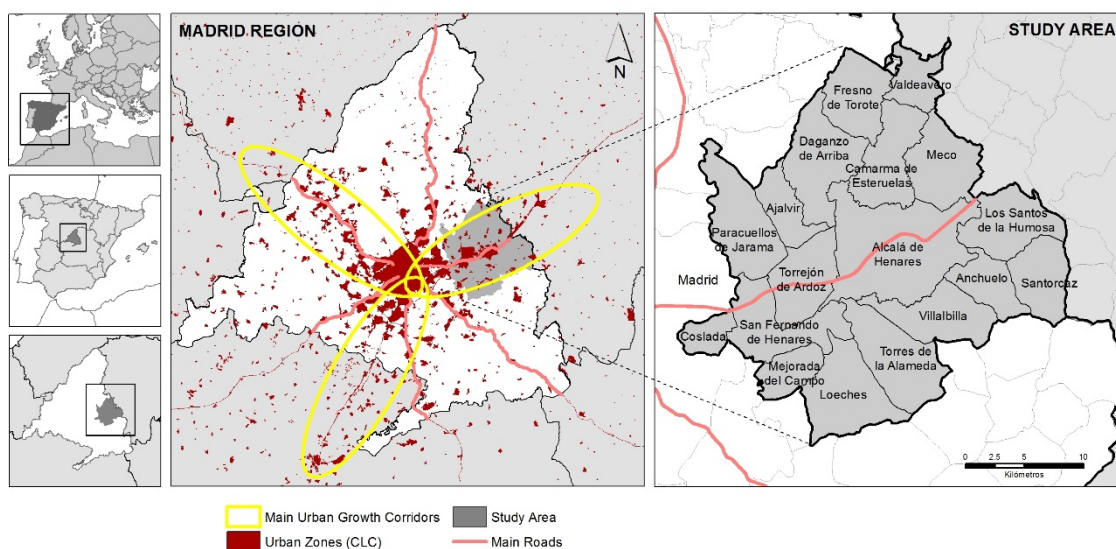 MADRID REGION
N
STUDY AREA
Valdeavero
Fresno
de Torote
Daganzo
de Arriba
Meco
Camarma de
Esteruelas
Ajalvir
Los Santos
de la Humosa
Paracuellos
de Jarama
Alcalá de
Henares
Madrid
Anchuelo
Santorcaz
Torrejón
de Ardoz
Villalbilla
Coslada
San Fernando
de Henares
Torres de
la Alameda
Mejorada
del Campo
Loeches
0 2.5 5 10
Kilómetros
Main Urban Growth Corridors
Study Area
Urban Zones (CLC)
Main Roads